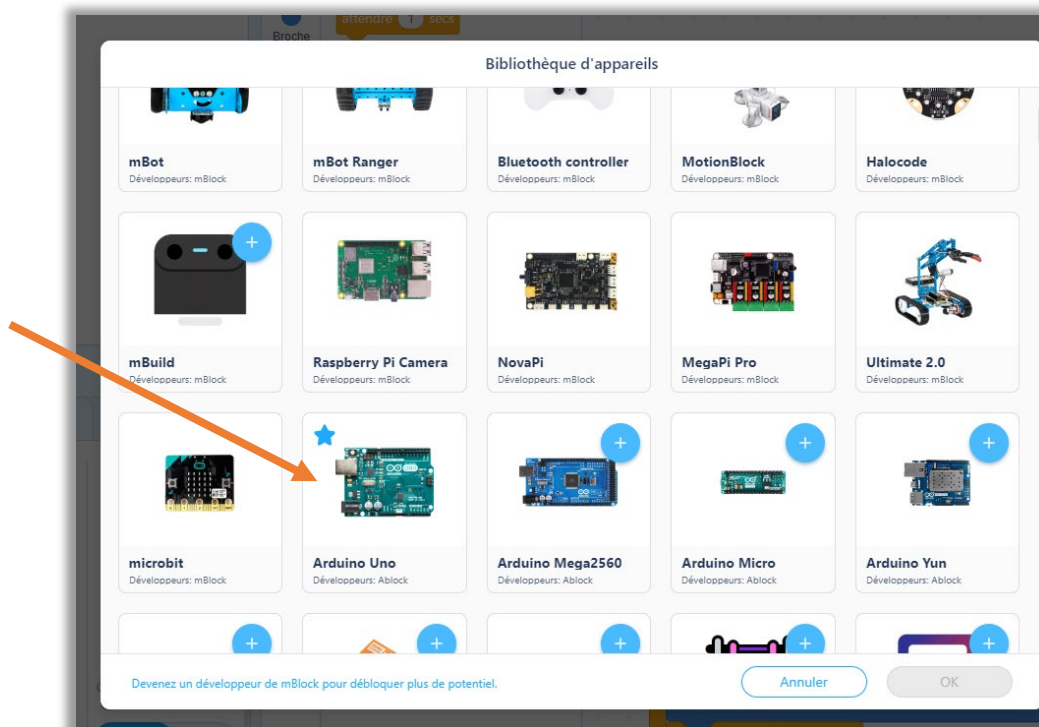 attendre 1 secs
Broche
Bibliothèque d'appareils
mBot
Développeurs: mBlock
mBot Ranger
Développeurs: mBlock
Bluetooth controller
Développeurs: mBlock
MotionBlock
Développeurs: mBlock
Halocode
Développeurs: mBlock
mBuild
Développeurs: mBlock
Raspberry Pi Camera
Développeurs: mBlock
NovaPi
Développeurs: mBlock
MegaPi Pro
Développeurs: mBlock
Ultimate 2.0
Développeurs: mBlock
microbit
Développeurs: mBlock
Arduino Uno
Développeurs: Ablock
Arduino Mega2560
Développeurs: Ablock
Arduino Micro
Développeurs: Ablock
Arduino Yun
Développeurs: Ablock
Devenez un développeur de mBlock pour débloquer plus de potentiel.
Annuler
OK